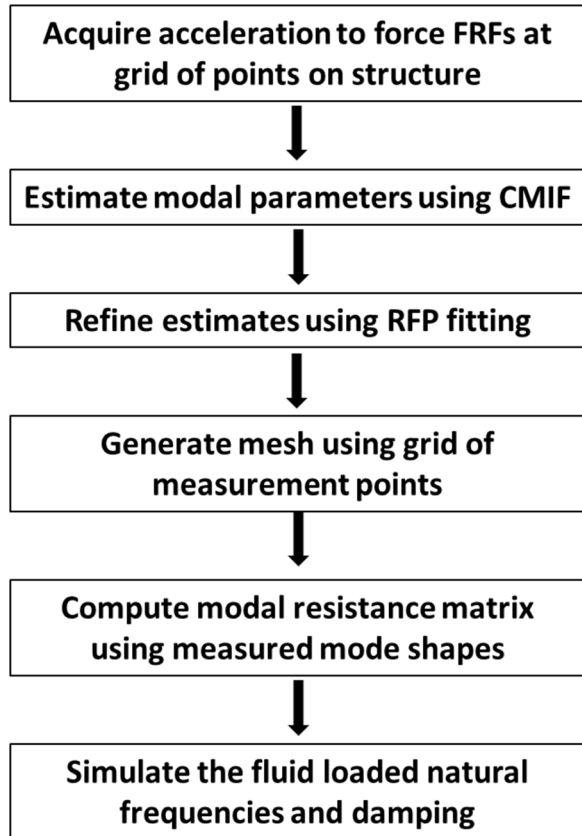 Acquire acceleration to force FRFs at
grid of points on structure
Estimate modal parameters using CMIF
Refine estimates using RFP fitting
Generate mesh using grid of
measurement points
Compute modal resistance matrix
using measured mode shapes
Simulate the fluid loaded natural
frequencies and damping